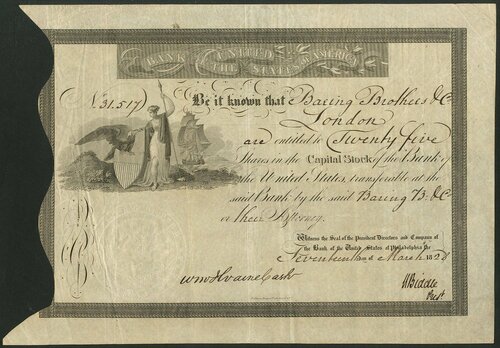 BANK OF THE UNITED STATES OF AMERICA
No. 31.517 Be it known that Baring Brothers & Co
London
are entitled to Twenty five
Shares in the Capital Stock of the Bank of
the United States, transferable at the
said Bank by the said Baring B. & Co
or their Attorney.
Witness the Seal of the President Directors and Company of
the Bank of the United States at Philadelphia the
Seventeenth day of March 1828
Cashr
N Biddle
Prest